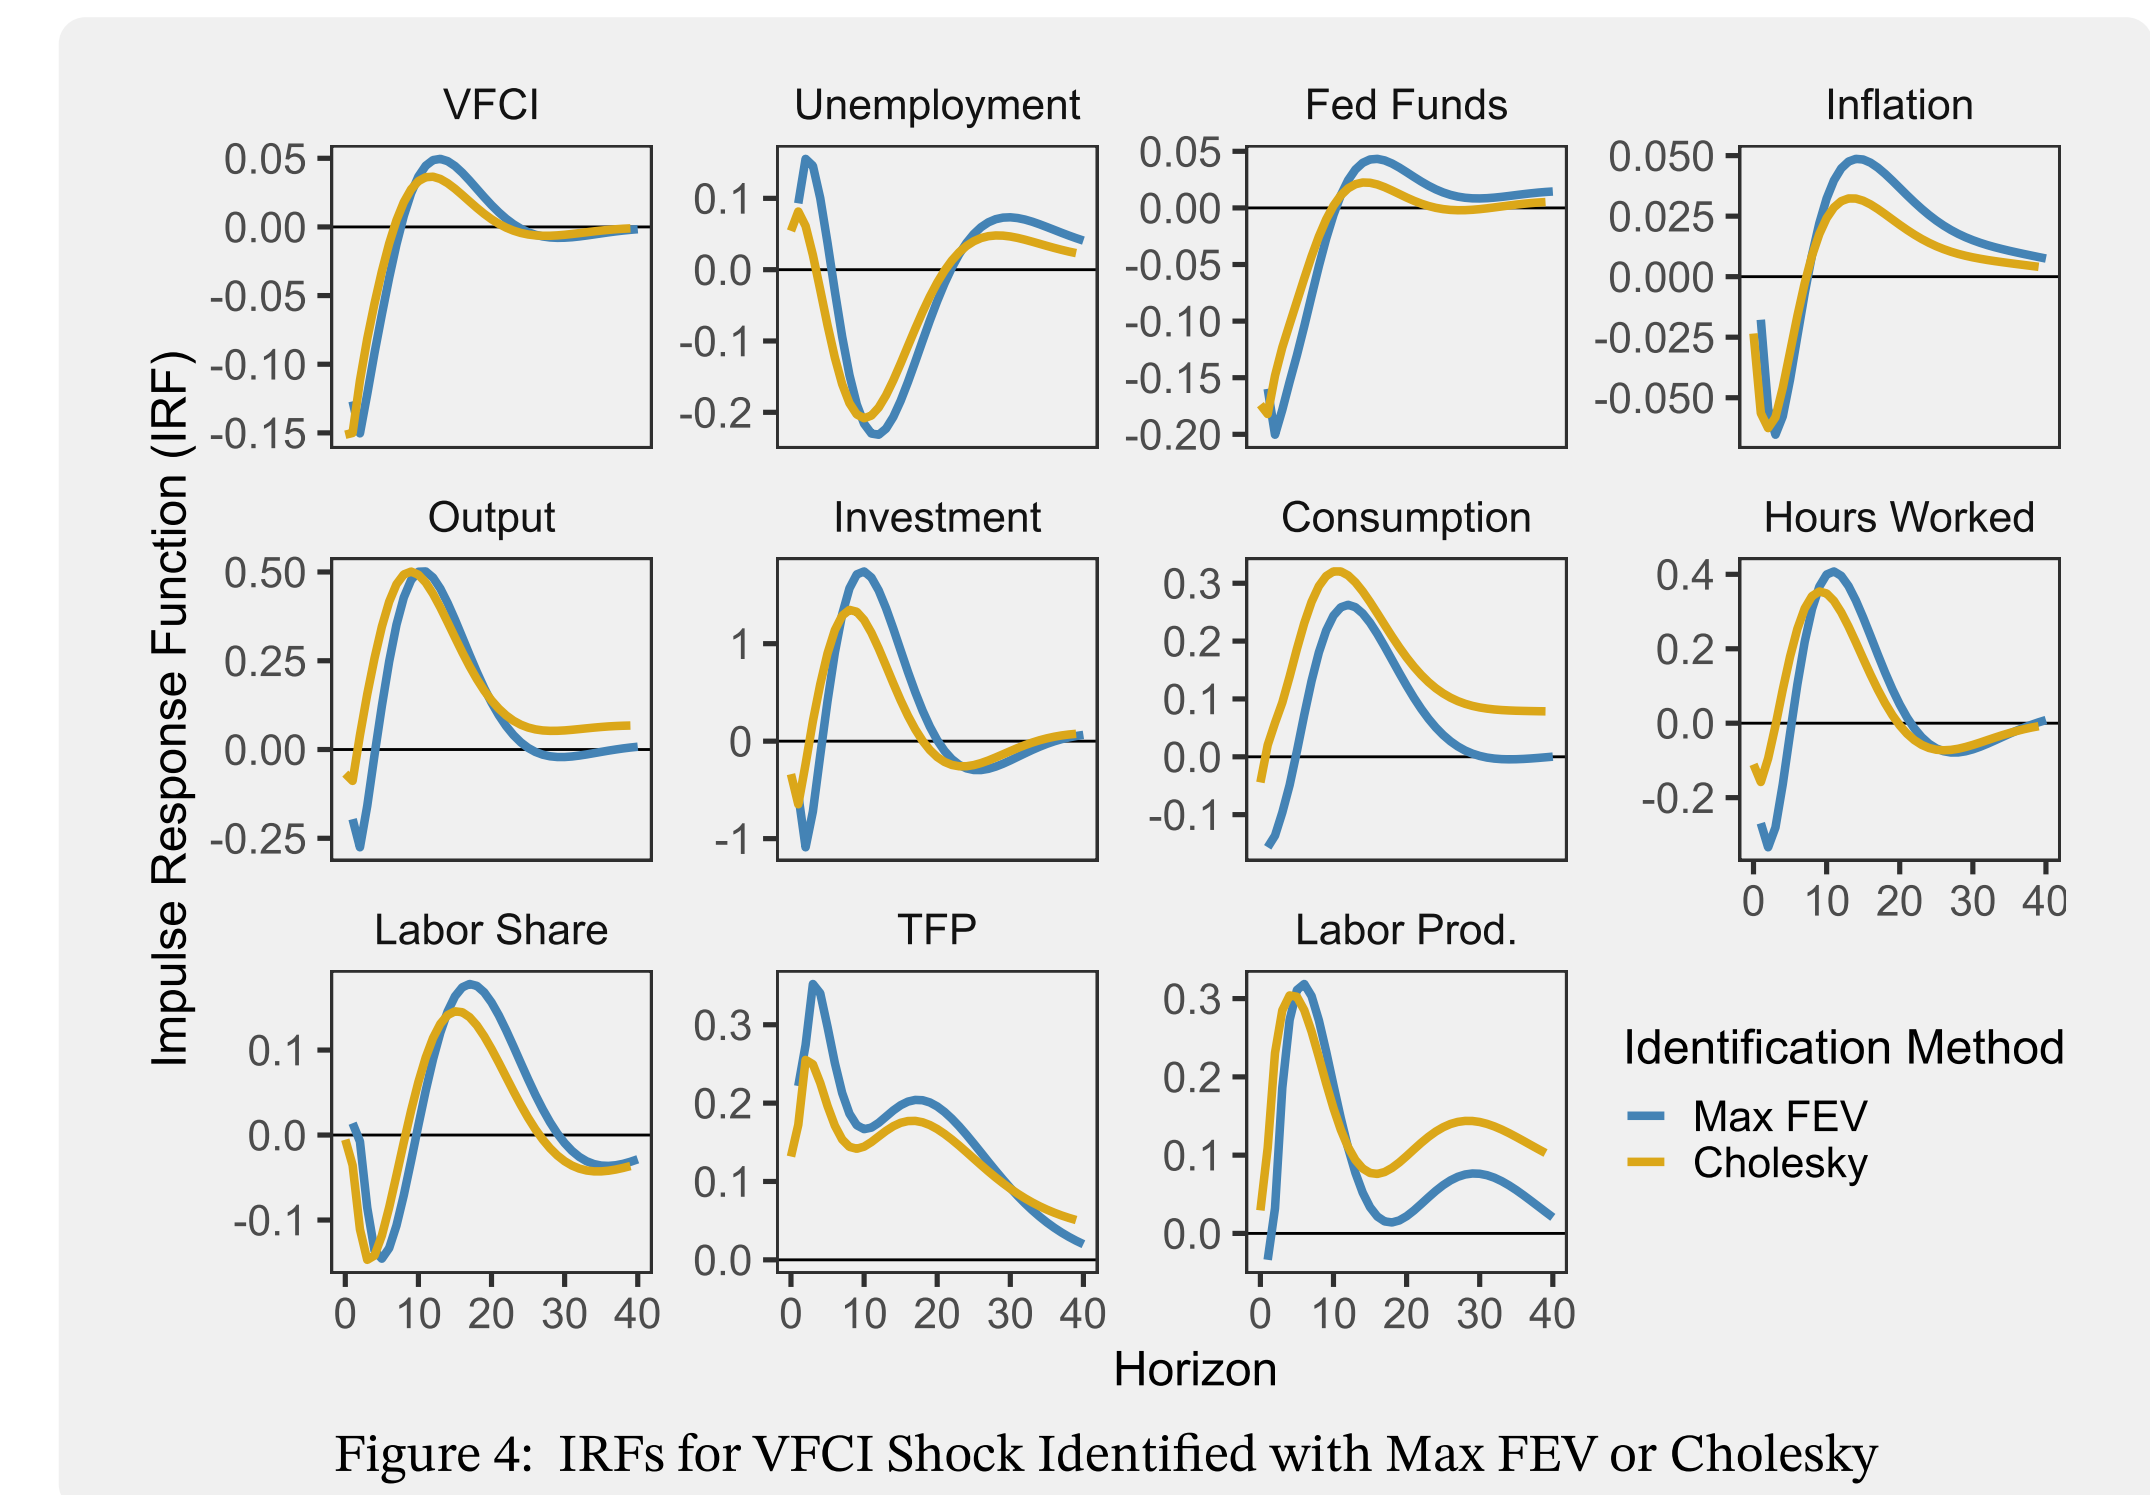 Impulse Response Function (IRF)
VFCI
0.05
0.00
-0.05
-0.10
-0.15
Unemployment
0.1
0.0
-0.1
-0.2
Fed Funds
0.05
0.00
-0.05
-0.10
-0.15
-0.20
Inflation
0.050
0.025
0.000
-0.025
-0.050
Output
0.50
0.25
0.00
-0.25
Investment
1
0
-1
Consumption
0.3
0.2
0.1
0.0
-0.1
Hours Worked
0.4
0.2
0.0
-0.2
0 10 20 30 40
Labor Share
0.1
0.0
-0.1
0 10 20 30 40
TFP
0.3
0.2
0.1
0.0
0 10 20 30 40
Labor Prod.
0.3
0.2
0.1
0.0
0 10 20 30 40
Identification Method
Max FEV
Cholesky
Horizon
Figure 4: IRFs for VFCI Shock Identified with Max FEV or Cholesky